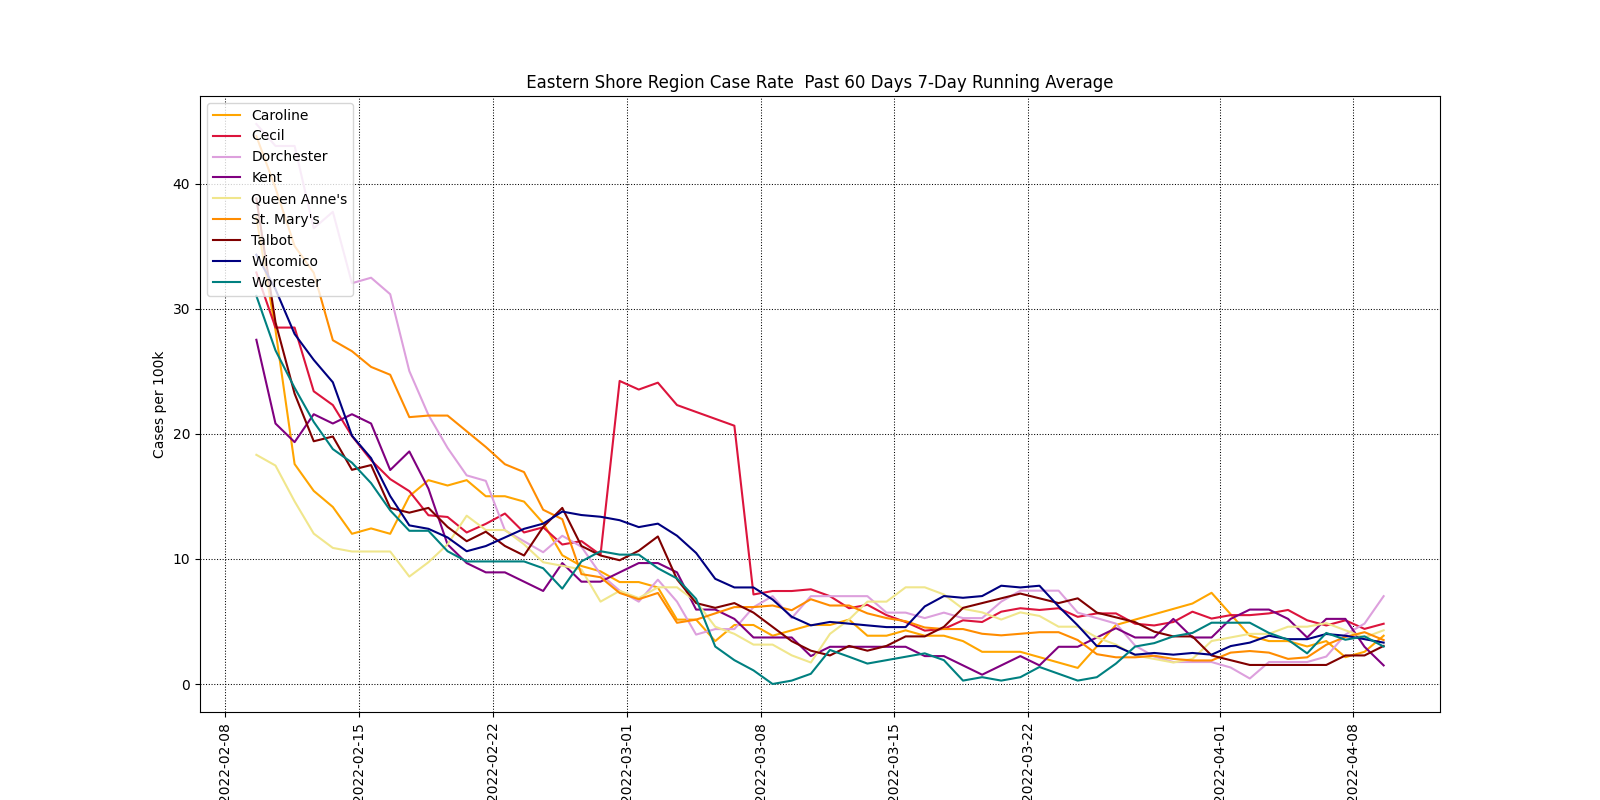 Eastern Shore Region Case Rate  Past 60 Days 7-Day Running Average
Caroline
Cecil
Dorchester
Kent
Queen Anne's
St. Mary's
Talbot
Wicomico
Worcester
40
30
20
10
0
Cases per 100k
2022-02-08
2022-02-15
2022-02-22
2022-03-01
2022-03-08
2022-03-15
2022-03-22
2022-04-01
2022-04-08